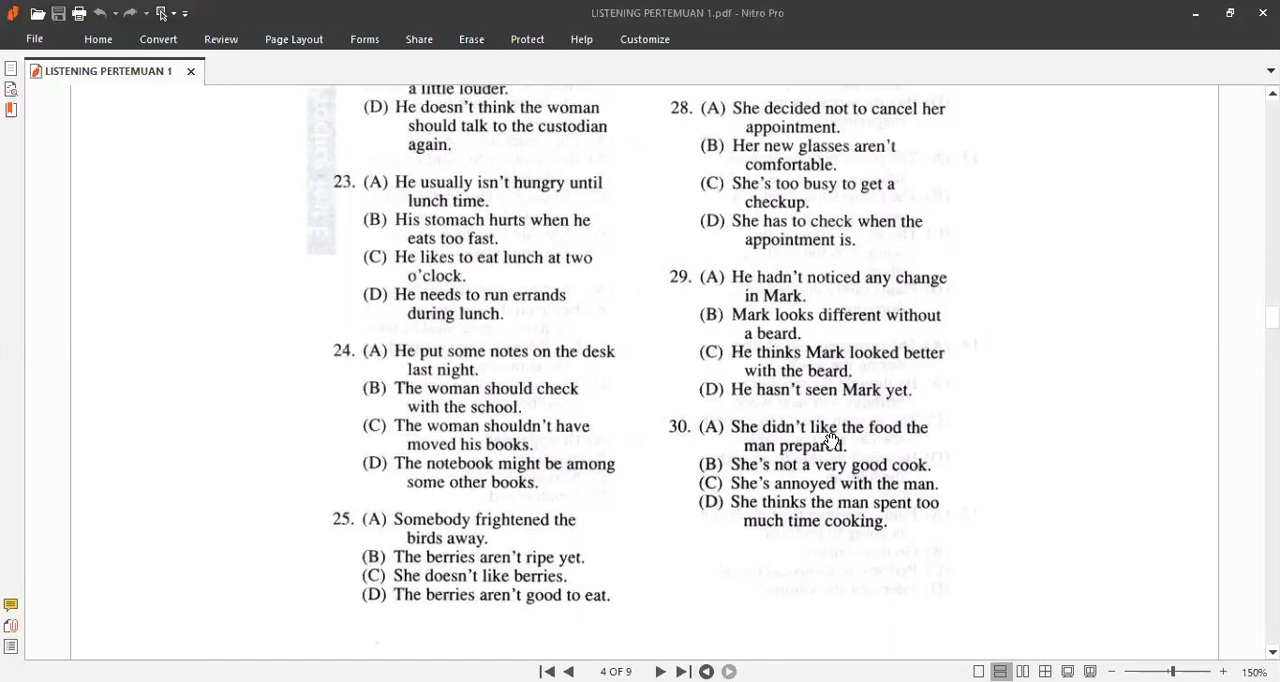 LISTENING PERTEMUAN 1.pdf - Nitro Pro
File Home Convert Review Page Layout Forms Share Erase Protect Help Customize
LISTENING PERTEMUAN 1
a little louder.
(D) He doesn't think the woman
should talk to the custodian
again.
23. (A) He usually isn't hungry until
lunch time.
(B) His stomach hurts when he
eats too fast.
(C) He likes to eat lunch at two
o'clock.
(D) He needs to run errands
during lunch.
24. (A) He put some notes on the desk
last night.
(B) The woman should check
with the school.
(C) The woman shouldn't have
moved his books.
(D) The notebook might be among
some other books.
25. (A) Somebody frightened the
birds away.
(B) The berries aren't ripe yet.
(C) She doesn't like berries.
(D) The berries aren't good to eat.
28. (A) She decided not to cancel her
appointment.
(B) Her new glasses aren't
comfortable.
(C) She's too busy to get a
checkup.
(D) She has to check when the
appointment is.
29. (A) He hadn't noticed any change
in Mark.
(B) Mark looks different without
a beard.
(C) He thinks Mark looked better
with the beard.
(D) He hasn't seen Mark yet.
30. (A) She didn't like the food the
man prepared.
(B) She's not a very good cook.
(C) She's annoyed with the man.
(D) She thinks the man spent too
much time cooking.
4 OF 9
150%